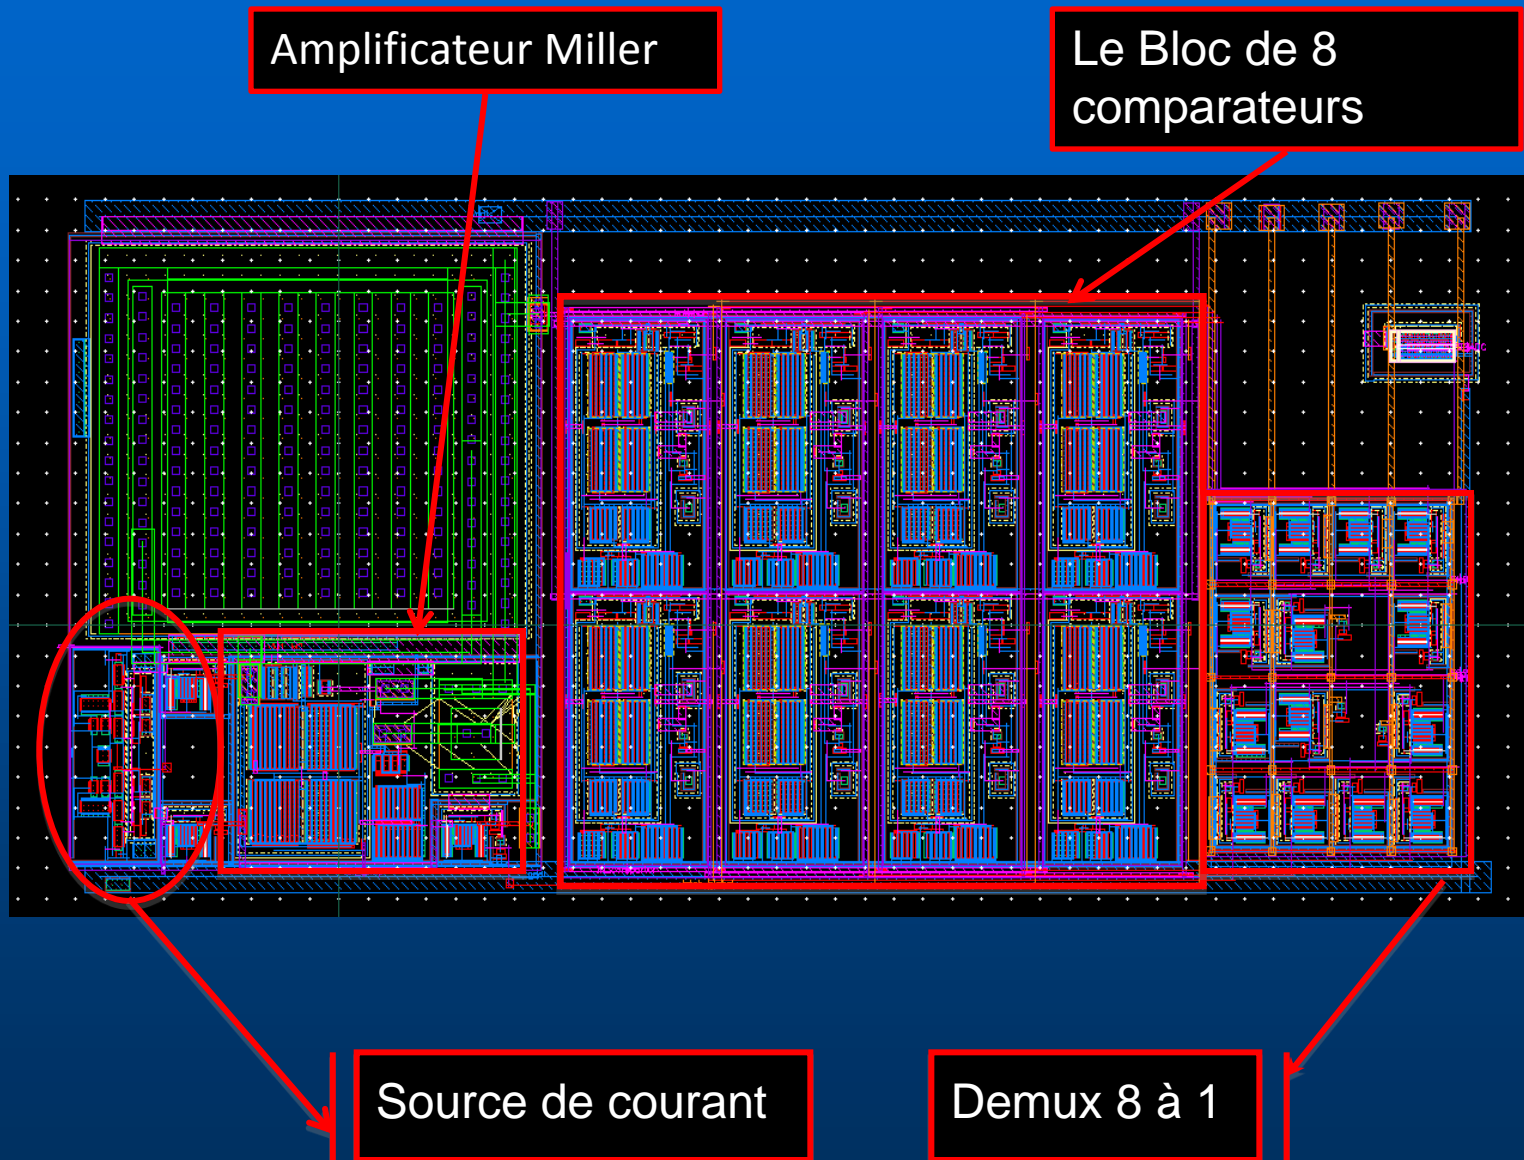 Amplificateur Miller
Le Bloc de 8
comparateurs
Source de courant
Demux 8 à 1